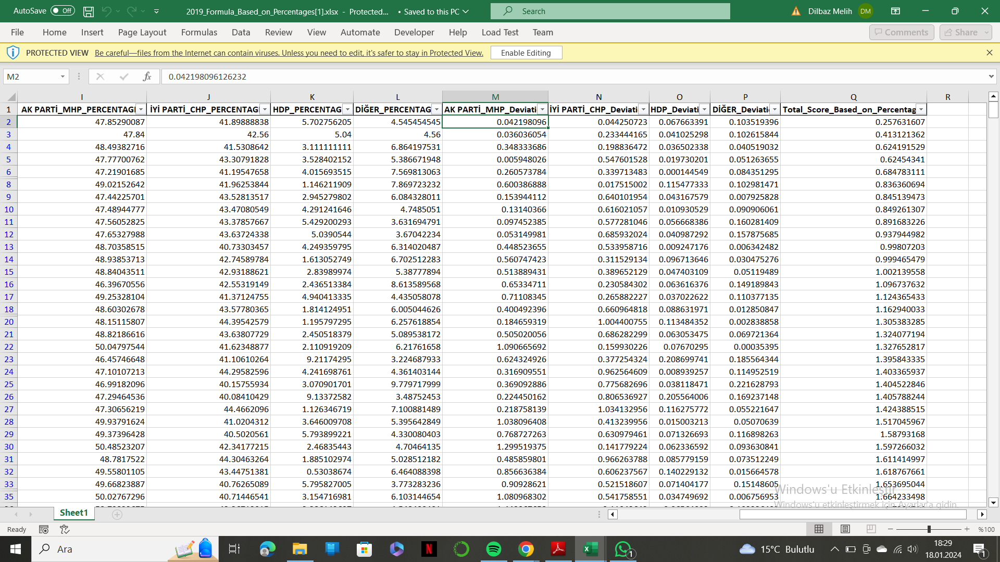 AutoSave Off 2019_Formula_Based_on_Percentages[1].xlsx - Protected... • Saved to this PC Search Dilbaz Melih DM
File Home Insert Page Layout Formulas Data Review View Automate Developer Help Load Test Team Comments Share
PROTECTED VIEW Be careful—files from the Internet can contain viruses. Unless you need to edit, it's safer to stay in Protected View. Enable Editing
M2 fx 0.042198096126232
I J K L M N O P Q R
1 AK PARTİ_MHP_PERCENTAG İYİ PARTİ_CHP_PERCENTAG HDP_PERCENTAG DİĞER_PERCENTAG AK PARTİ_MHP_Deviati İYİ PARTİ_CHP_Deviati HDP_Deviati DİĞER_Deviati Total_Score_Based_on_Percentag
2 47.85290087 41.89888838 5.702756205 4.545454545 0.042198096 0.044250723 0.067663391 0.103519396 0.257631607
3 47.84 42.56 5.04 4.56 0.036036054 0.233444165 0.041025298 0.102615844 0.413121362
4 48.49382716 41.5308642 3.111111111 6.864197531 0.348333686 0.198836472 0.036502338 0.040519032 0.624191529
5 47.77700762 43.30791828 3.528402152 5.386671948 0.005948026 0.547601528 0.019730201 0.051263655 0.62454341
6 47.21901685 41.19547658 4.015693515 7.569813063 0.260573784 0.339713483 0.000144549 0.084351295 0.684783111
8 49.02152642 41.96253844 1.146211909 7.869723232 0.600386888 0.017515002 0.115477333 0.102981471 0.836360694
9 47.44225701 43.52813517 2.945279802 6.084328011 0.153944112 0.640101954 0.043167579 0.007925828 0.845139473
10 47.48944777 43.47080549 4.291241646 4.7485051 0.13140366 0.616021057 0.010930529 0.090906061 0.849261307
11 47.56052825 43.37857667 5.429200293 3.631694791 0.097452385 0.577281046 0.056668386 0.160281409 0.891683226
12 47.65327988 43.63724338 5.0390544 3.67042234 0.053149981 0.685932024 0.040987292 0.157875685 0.937944982
13 48.70358515 40.73303457 4.249359795 6.314020487 0.448523655 0.533958716 0.009247176 0.006342482 0.99807203
14 48.93853713 42.74589784 1.613052749 6.702512283 0.560747423 0.311529134 0.096713646 0.030475276 0.999465479
15 48.84043511 42.93188621 2.83989974 5.38777894 0.513889431 0.389652129 0.047403109 0.05119489 1.002139558
16 46.39670556 42.55319149 2.436513384 8.613589568 0.65334711 0.230584302 0.063616376 0.149189843 1.096737632
17 49.25328104 41.37124755 4.940413335 4.435058078 0.71108345 0.265882227 0.037022622 0.110377135 1.124365433
18 48.60302678 43.57780365 1.814124951 6.005044626 0.400492396 0.660964818 0.088631971 0.012850847 1.162940033
20 48.15115807 44.39542579 1.195797295 6.257618854 0.184659319 1.004400755 0.113484352 0.002838858 1.305383285
21 48.82186616 43.63807729 2.450518379 5.089538172 0.505020056 0.686282299 0.063053475 0.069721364 1.324077194
22 50.04797544 41.62348877 2.110919209 6.21761658 1.090665692 0.159930226 0.07670295 0.00035395 1.327652817
23 46.45746648 41.10610264 9.21174295 3.224687933 0.624324926 0.377254324 0.208699741 0.185564344 1.395843335
24 47.10107213 44.29582596 4.241698761 4.361403144 0.316909551 0.962564609 0.008939257 0.114952519 1.403365937
25 46.99182096 40.15755934 3.070901701 9.779717999 0.369092886 0.775682696 0.038118471 0.221628793 1.404522846
26 47.29464536 40.08410429 9.13372582 3.48752453 0.224450162 0.806536927 0.205564006 0.169237148 1.405788244
27 47.30656219 44.4662096 1.126346719 7.100881489 0.218758139 1.034132956 0.116275772 0.055221647 1.424388515
28 49.93791624 41.0204312 3.646009708 5.395642849 1.038096408 0.413239956 0.015003213 0.05070639 1.517045967
29 49.37396428 40.5020561 5.793899221 4.330080403 0.768727263 0.630979461 0.071326693 0.116898263 1.58793168
30 50.48523207 42.34177215 2.46835443 4.70464135 1.299519375 0.141779224 0.062336592 0.093630841 1.597266032
31 48.7817522 44.30463264 1.885102974 5.028512182 0.485859801 0.966263788 0.085779159 0.073512249 1.611414997
32 49.55801105 43.44751381 0.53038674 6.464088398 0.856636384 0.606237567 0.140229132 0.015664578 1.618767661
33 49.66823887 40.76265089 5.795827005 3.773283236 0.90928621 0.521518607 0.071404177 0.15148605 1.653695044
35 50.02767296 40.71446541 3.154716981 6.103144654 1.080968302 0.541758551 0.034749692 0.006756953 1.664233498
Windows'u Etkinleştir
Windows'u etkinleştirmek için Ayarlar'a gidin.
Sheet1
Ready %100
Ara 15°C Bulutlu 18:29
18.01.2024
1 1